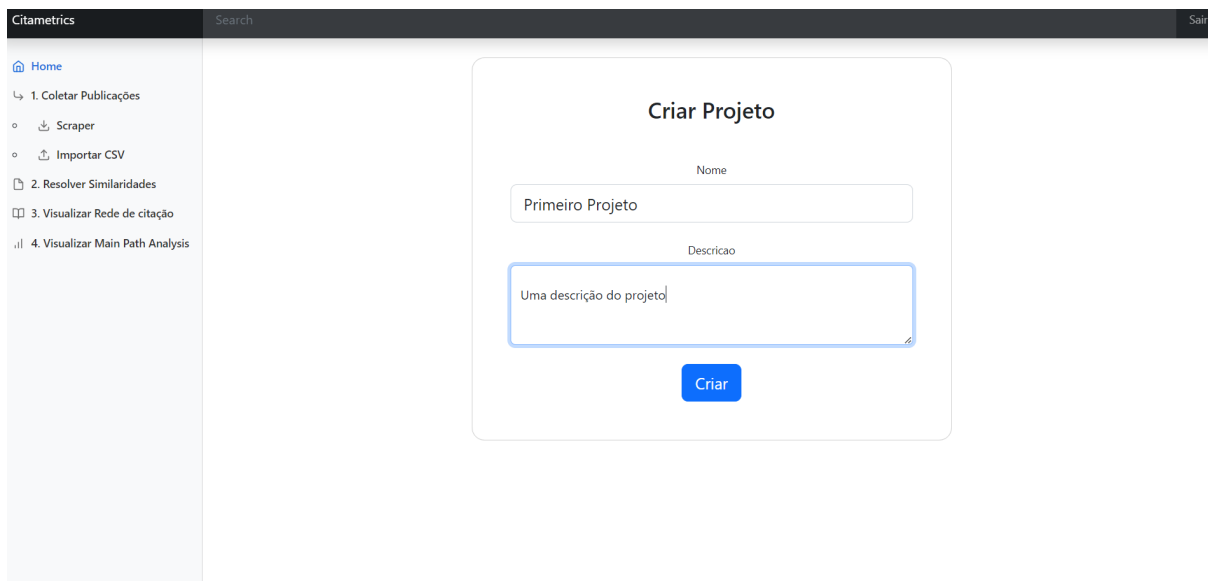 Citametrics
Search
Sair
Home
1. Coletar Publicações
Scraper
Importar CSV
2. Resolver Similaridades
3. Visualizar Rede de citação
4. Visualizar Main Path Analysis
Criar Projeto
Nome
Primeiro Projeto
Descricao
Uma descrição do projeto
Criar